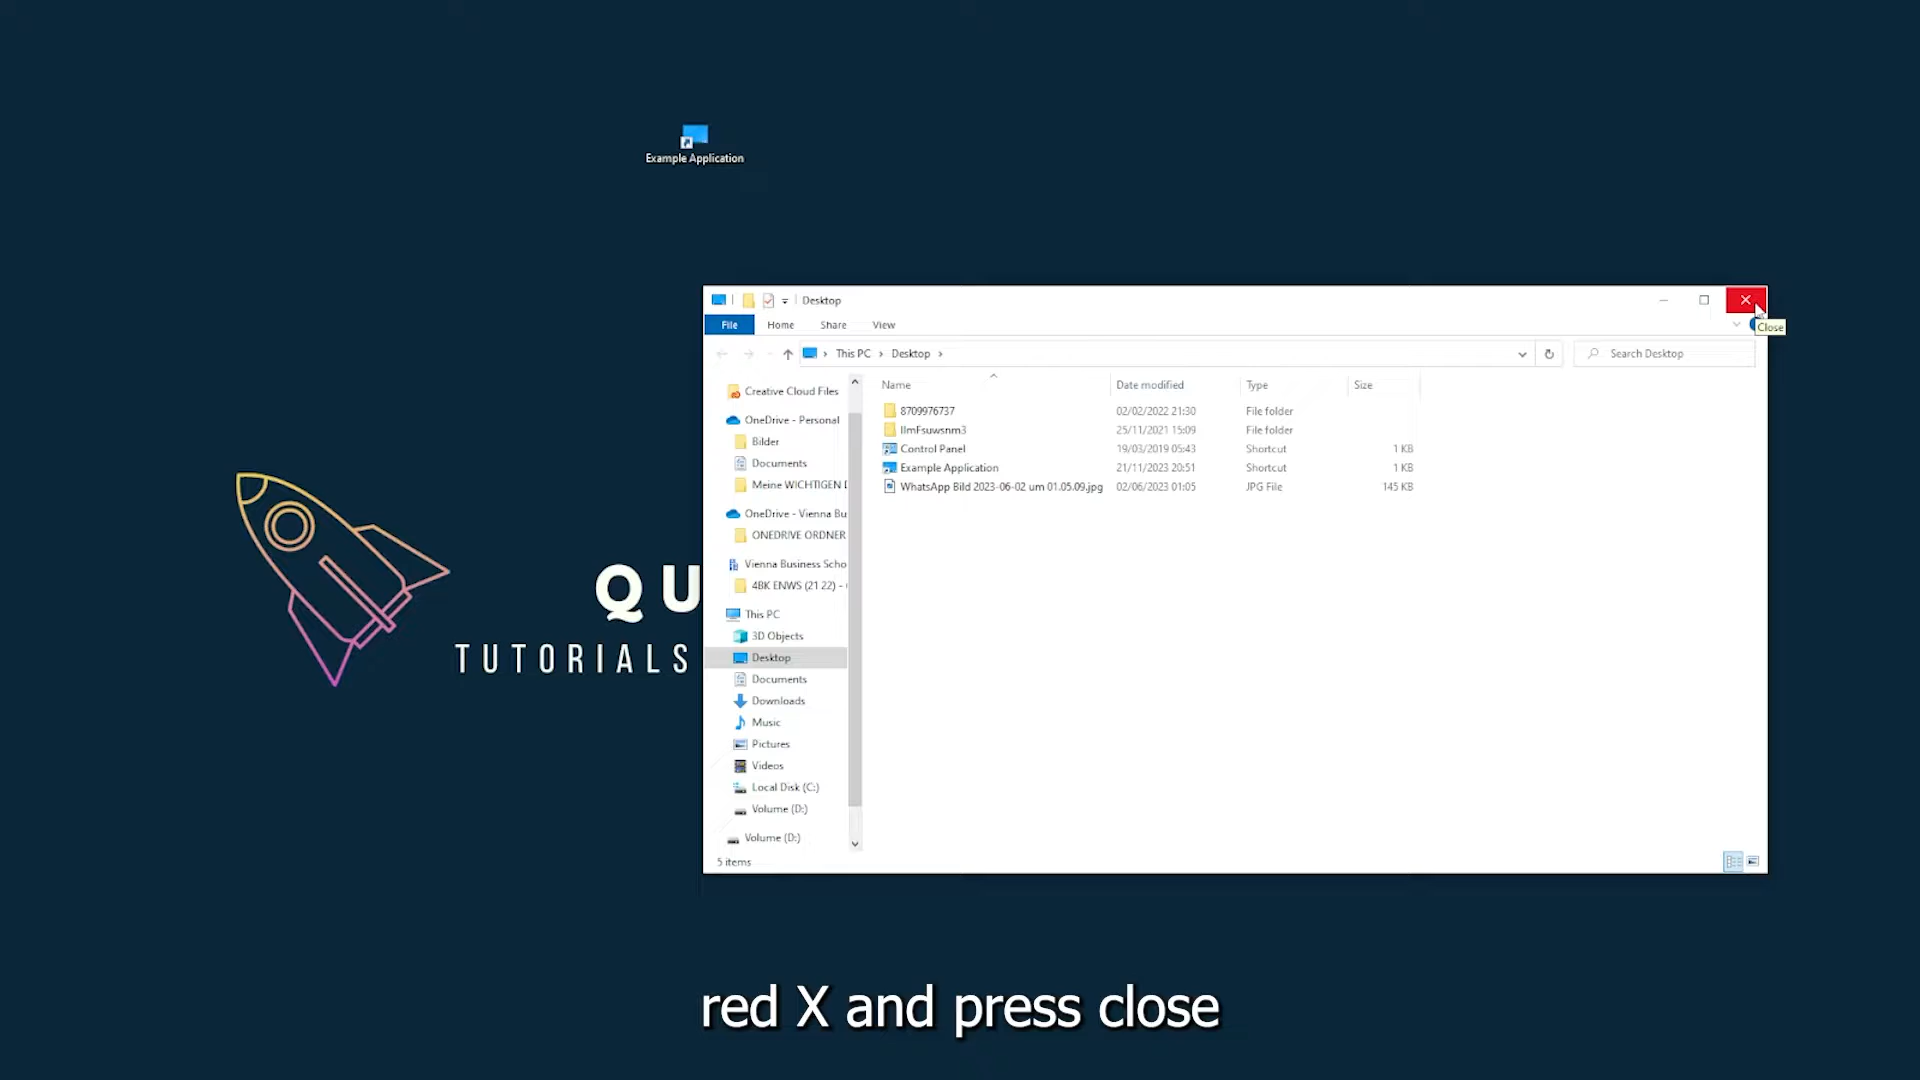 Example Application
Desktop
Close
File Home Share View
This PC Desktop
Search Desktop
Name Date modified Type Size
8709976737 02/02/2022 21:30 File folder
IImFsuwsnm3 25/11/2021 15:09 File folder
Control Panel 19/03/2019 05:43 Shortcut 1 KB
Example Application 21/11/2023 20:51 Shortcut 1 KB
WhatsApp Bild 2023-06-02 um 01.05.09.jpg 02/06/2023 01:05 JPG File 145 KB
Creative Cloud Files
OneDrive - Personal
Bilder
Documents
Meine WICHTIGEN
OneDrive - Vienna Bu
ONEDRIVE ORDNER
Vienna Business Scho
4BK ENWS (21 22) -
This PC
3D Objects
Desktop
Documents
Downloads
Music
Pictures
Videos
Local Disk (C:)
Volume (D:)
Volume (D:)
5 items
QU
TUTORIALS
red X and press close